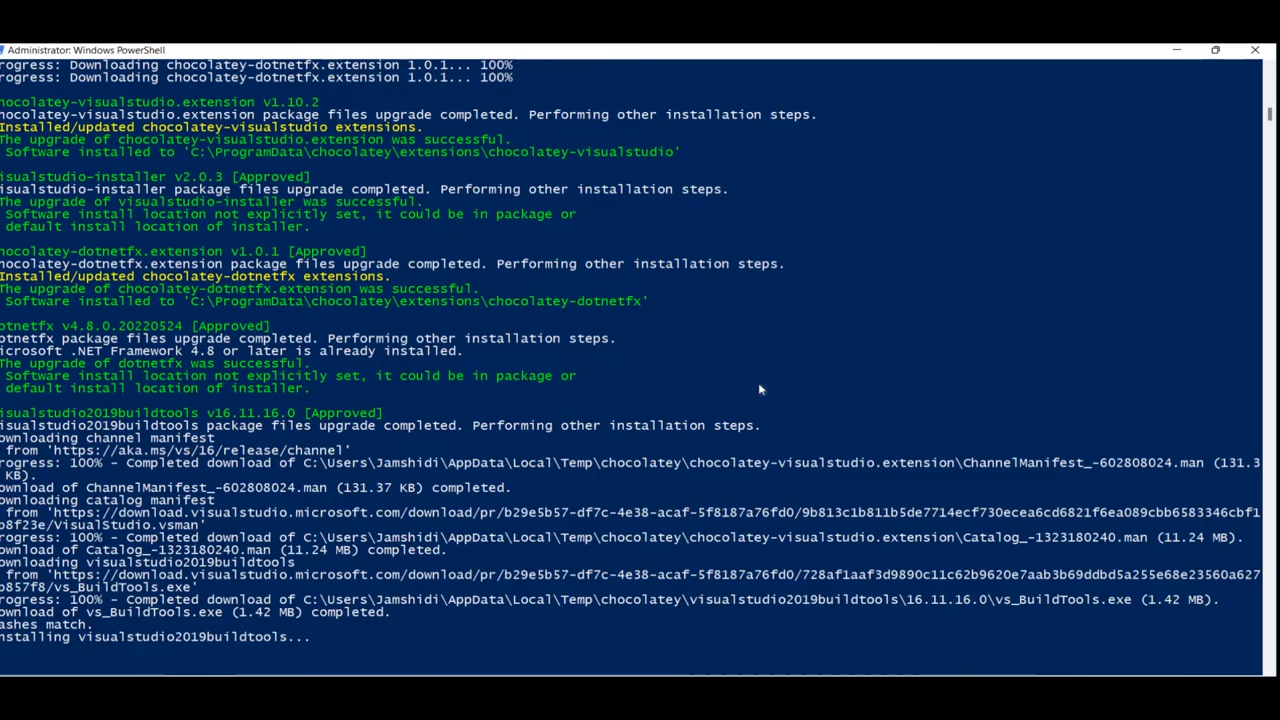 Administrator: Windows PowerShell
rogress: Downloading chocolatey-dotnetfx.extension 1.0.1... 100%
rogress: Downloading chocolatey-dotnetfx.extension 1.0.1... 100%
hocolatey-visualstudio.extension v1.10.2
hocolatey-visualstudio.extension package files upgrade completed. Performing other installation steps.
Installed/updated chocolatey-visualstudio extensions.
The upgrade of chocolatey-visualstudio.extension was successful.
Software installed to 'C:\ProgramData\chocolatey\extensions\chocolatey-visualstudio'
isualstudio-installer v2.0.3 [Approved]
isualstudio-installer package files upgrade completed. Performing other installation steps.
The upgrade of visualstudio-installer was successful.
Software install location not explicitly set, it could be in package or
default install location of installer.
hocolatey-dotnetfx.extension v1.0.1 [Approved]
hocolatey-dotnetfx.extension package files upgrade completed. Performing other installation steps.
Installed/updated chocolatey-dotnetfx extensions.
The upgrade of chocolatey-dotnetfx.extension was successful.
Software installed to 'C:\ProgramData\chocolatey\extensions\chocolatey-dotnetfx'
otnetfx v4.8.0.20220524 [Approved]
otnetfx package files upgrade completed. Performing other installation steps.
icrosoft .NET Framework 4.8 or later is already installed.
The upgrade of dotnetfx was successful.
Software install location not explicitly set, it could be in package or
default install location of installer.
isualstudio2019buildtools v16.11.16.0 [Approved]
isualstudio2019buildtools package files upgrade completed. Performing other installation steps.
ownloading channel manifest
from 'https://aka.ms/vs/16/release/channel'
rogress: 100% - Completed download of C:\Users\Jamshidi\AppData\Local\Temp\chocolatey\chocolatey-visualstudio.extension\ChannelManifest_-602808024.man (131.3
KB).
ownload of ChannelManifest_-602808024.man (131.37 KB) completed.
ownloading catalog manifest
from 'https://download.visualstudio.microsoft.com/download/pr/b29e5b57-df7c-4e38-acaf-5f8187a76fd0/9b813c1b811b5de7714ecf730ecea6cd6821f6ea089cbb6583346cbf1
b8f23e/VisualStudio.vsman'
rogress: 100% - Completed download of C:\Users\Jamshidi\AppData\Local\Temp\chocolatey\chocolatey-visualstudio.extension\Catalog_-1323180240.man (11.24 MB).
ownload of Catalog_-1323180240.man (11.24 MB) completed.
ownloading visualstudio2019buildtools
from 'https://download.visualstudio.microsoft.com/download/pr/b29e5b57-df7c-4e38-acaf-5f8187a76fd0/728af1aaf3d9890c11c62b9620e7aab3b69ddbd5a255e68e23560a627
b857f8/vs_BuildTools.exe'
rogress: 100% - Completed download of C:\Users\Jamshidi\AppData\Local\Temp\chocolatey\visualstudio2019buildtools\16.11.16.0\vs_BuildTools.exe (1.42 MB).
ownload of vs_BuildTools.exe (1.42 MB) completed.
ashes match.
nstalling visualstudio2019buildtools...